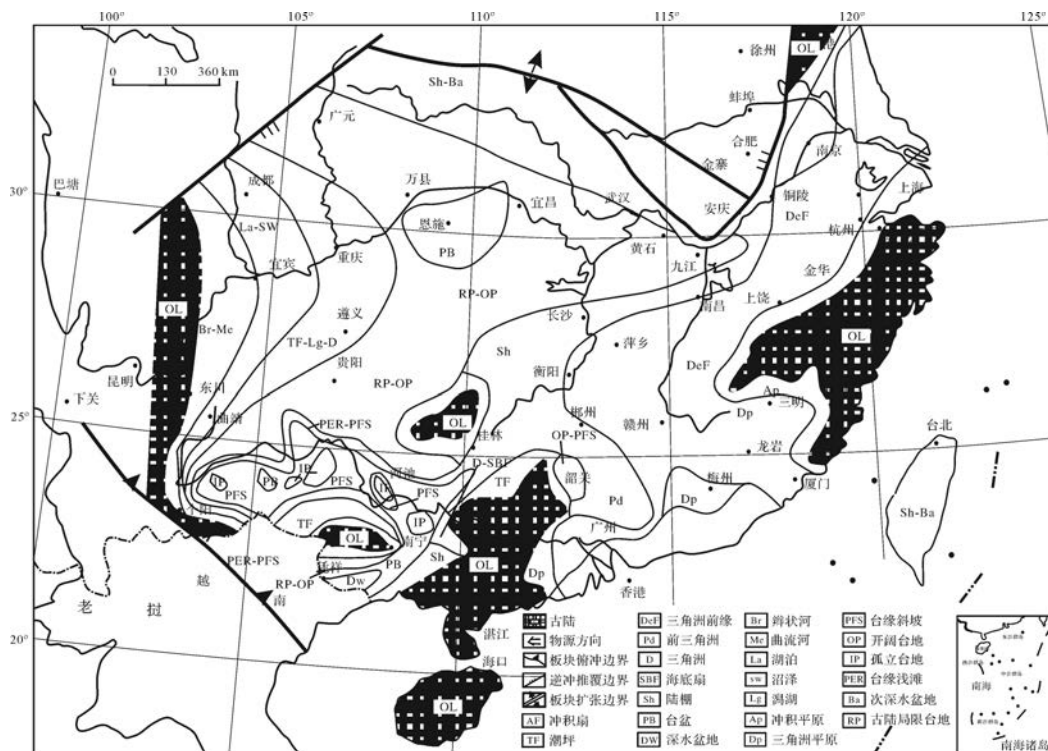 100° 105° 110° 115° 120° 125°
0 130 360 km
OL
徐州
港
Sh-Ba
蚌埠
广元
合肥
南京
金寨
30°
巴塘
成都
万县
宜昌
武汉
安庆
铜陵
上海
DeF
恩施
PB
La-SW
宜宾
重庆
黄石
九江
杭州
金华
RP-OP
OL
Br-Me
遵义
TF-Lg-D
长沙
南昌
上饶
OL
萍乡
昆明
贵阳
Sh
衡阳
DeF
下关
东川
RP-OP
Ap
三明
25°
曲靖
PER-PFS
OL
桂林
郴州
赣州
Dp
OP-PFS
龙岩
台北
IP
PFS
PB
IP
PFS
河池
PFS
D-SBF
TF
韶关
梅州
Dp
厦门
Pd
TF
OL
IP
南宁
广州
Sh-Ba
PER-PFS
PB
Sh
OL
Dp
RP-OP
凭祥
Dw
香港
老 挝
越
南
20°
湛江
海口
OL
古陆
DeF 三角洲前缘
Br 辫状河
PFS 台缘斜坡
物源方向
Pd 前三角洲
Me 曲流河
OP 开阔台地
板块俯冲边界
D 三角洲
La 湖泊
IP 孤立台地
逆冲推覆边界
SBF 海底扇
sw 沼泽
PER 台缘浅滩
板块扩张边界
Sh 陆棚
Lg 潟湖
Ba 次深水盆地
AF 冲积扇
PB 台盆
Ap 冲积平原
RP 古陆局限台地
TF 潮坪
DW 深水盆地
Dp 三角洲平原
南海
南海诸岛